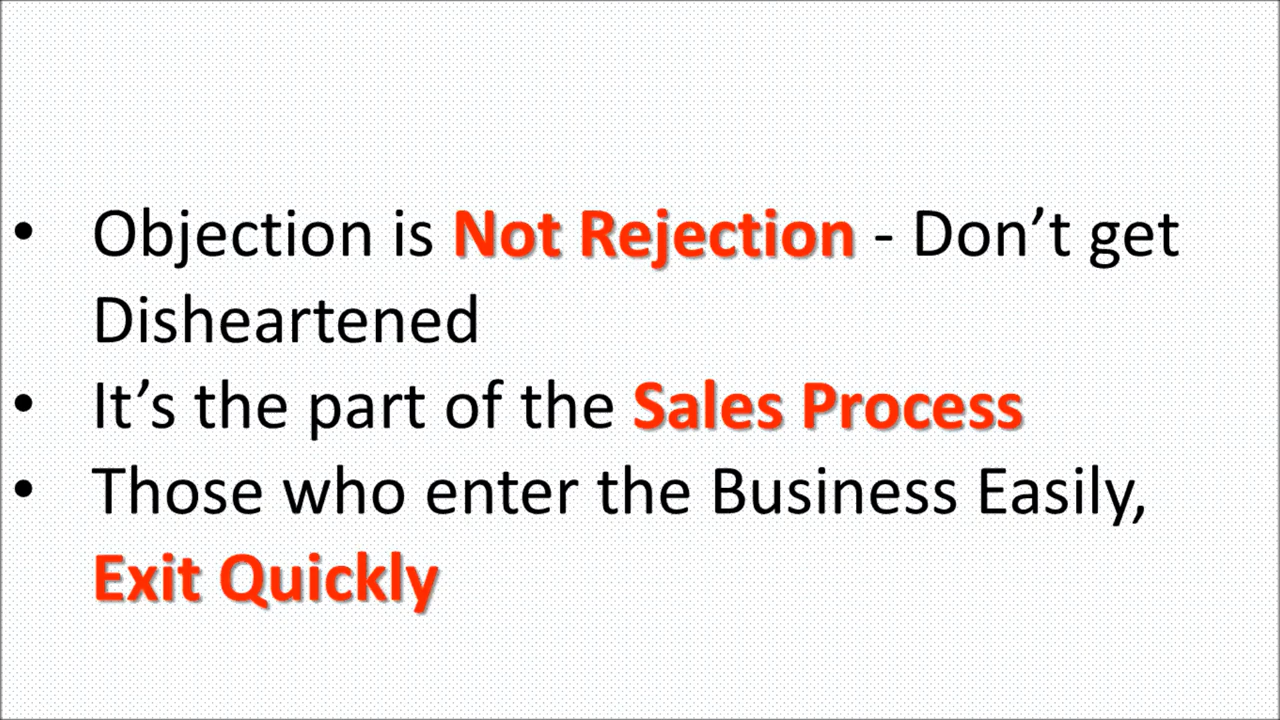 • Objection is Not Rejection - Don’t get
Disheartened
• It’s the part of the Sales Process
• Those who enter the Business Easily,
Exit Quickly